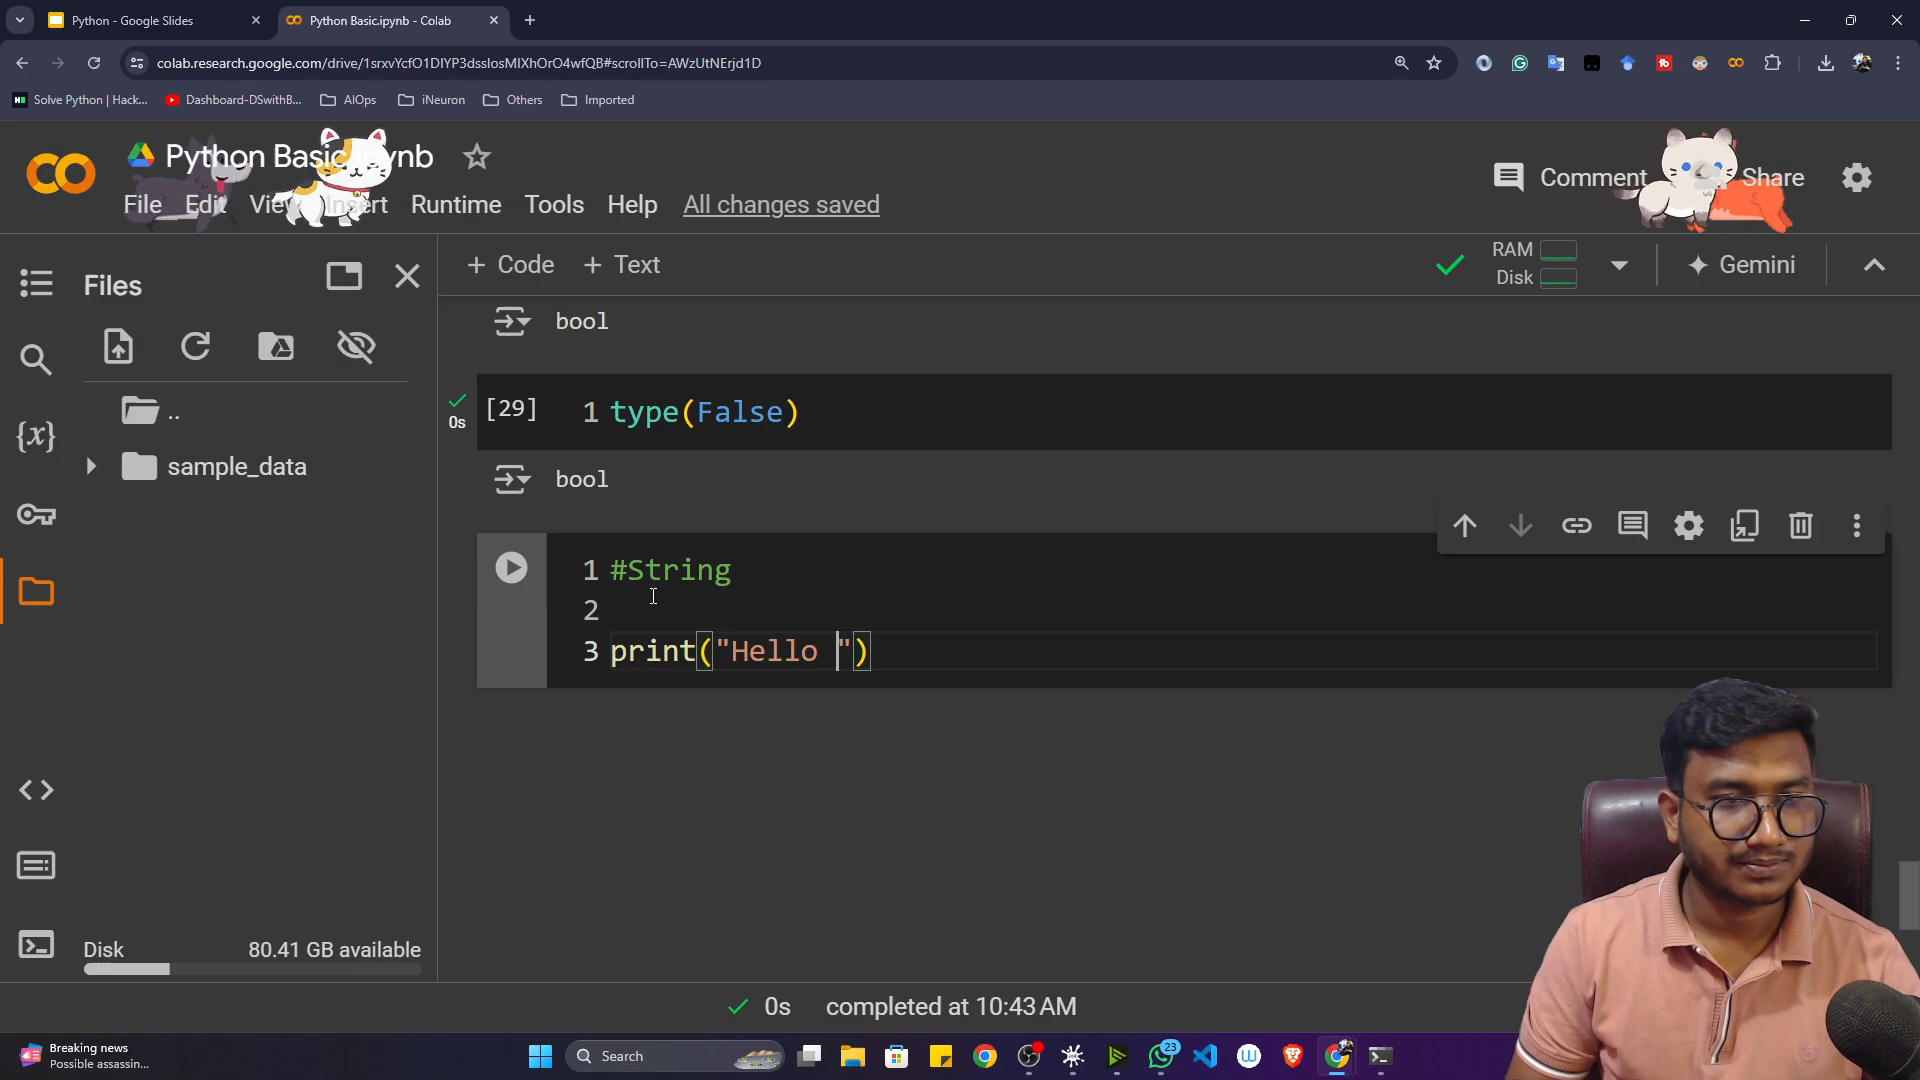 Python - Google Slides
Python Basic.ipynb - Colab
colab.research.google.com/drive/1srxvYcfO1DIYP3dsslosMIXhOrO4wfQB#scrollTo=AWzUtNErjd1D
Solve Python | Hack...
Dashboard-DSwithB...
AIOps
iNeuron
Others
Imported
Python Basic.ipynb
File Edit View Insert Runtime Tools Help All changes saved
Comment
Share
Files
+ Code + Text
RAM
Disk
Gemini
..
sample_data
bool
[29] 1 type(False)
0s
bool
1 #String
2
3 print("Hello ")
{x}
Disk 80.41 GB available
0s completed at 10:43 AM
Breaking news
Possible assassin...
Search
23